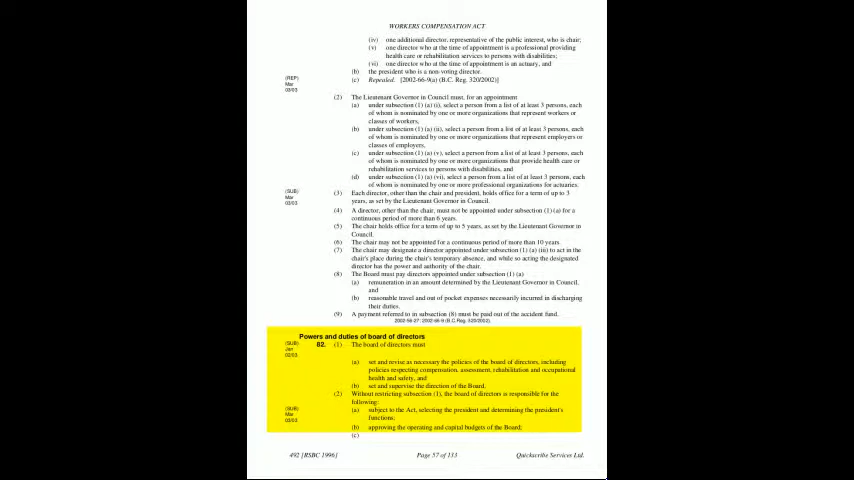 WORKERS COMPENSATION ACT
(iv) one additional director, representative of the public interest, who is chair;
(v) one director who at the time of appointment is a professional providing
health care or rehabilitation services to persons with disabilities;
(vi) one director who at the time of appointment is an actuary, and
(b) the president who is a non-voting director.
(REP) Mar 03/03 (c) Repealed. [2002-66-9(a) (B.C. Reg. 320/2002)]
(2) The Lieutenant Governor in Council must, for an appointment
(a) under subsection (1) (a) (i), select a person from a list of at least 3 persons, each
of whom is nominated by one or more organizations that represent workers or
classes of workers,
(b) under subsection (1) (a) (ii), select a person from a list of at least 3 persons, each
of whom is nominated by one or more organizations that represent employers or
classes of employers,
(c) under subsection (1) (a) (v), select a person from a list of at least 3 persons, each
of whom is nominated by one or more organizations that provide health care or
rehabilitation services to persons with disabilities, and
(d) under subsection (1) (a) (vi), select a person from a list of at least 3 persons, each
of whom is nominated by one or more professional organizations for actuaries.
(SUB) Mar 03/03 (3) Each director, other than the chair and president, holds office for a term of up to 3
years, as set by the Lieutenant Governor in Council.
(4) A director, other than the chair, must not be appointed under subsection (1) (a) for a
continuous period of more than 6 years.
(5) The chair holds office for a term of up to 5 years, as set by the Lieutenant Governor in
Council.
(6) The chair may not be appointed for a continuous period of more than 10 years.
(7) The chair may designate a director appointed under subsection (1) (a) (iii) to act in the
chair's place during the chair's temporary absence, and while so acting the designated
director has the power and authority of the chair.
(8) The Board must pay directors appointed under subsection (1) (a)
(a) remuneration in an amount determined by the Lieutenant Governor in Council,
and
(b) reasonable travel and out of pocket expenses necessarily incurred in discharging
their duties.
(9) A payment referred to in subsection (8) must be paid out of the accident fund.
2002-56-27; 2002-66-9 (B.C.Reg. 320/2002).
Powers and duties of board of directors
(SUB) Jan 02/03 82. (1) The board of directors must
(a) set and revise as necessary the policies of the board of directors, including
policies respecting compensation, assessment, rehabilitation and occupational
health and safety, and
(b) set and supervise the direction of the Board.
(2) Without restricting subsection (1), the board of directors is responsible for the
following:
(SUB) Mar 03/03 (a) subject to the Act, selecting the president and determining the president's
functions;
(b) approving the operating and capital budgets of the Board;
(c)
492 [RSBC 1996] Page 57 of 133 Quickscribe Services Ltd.